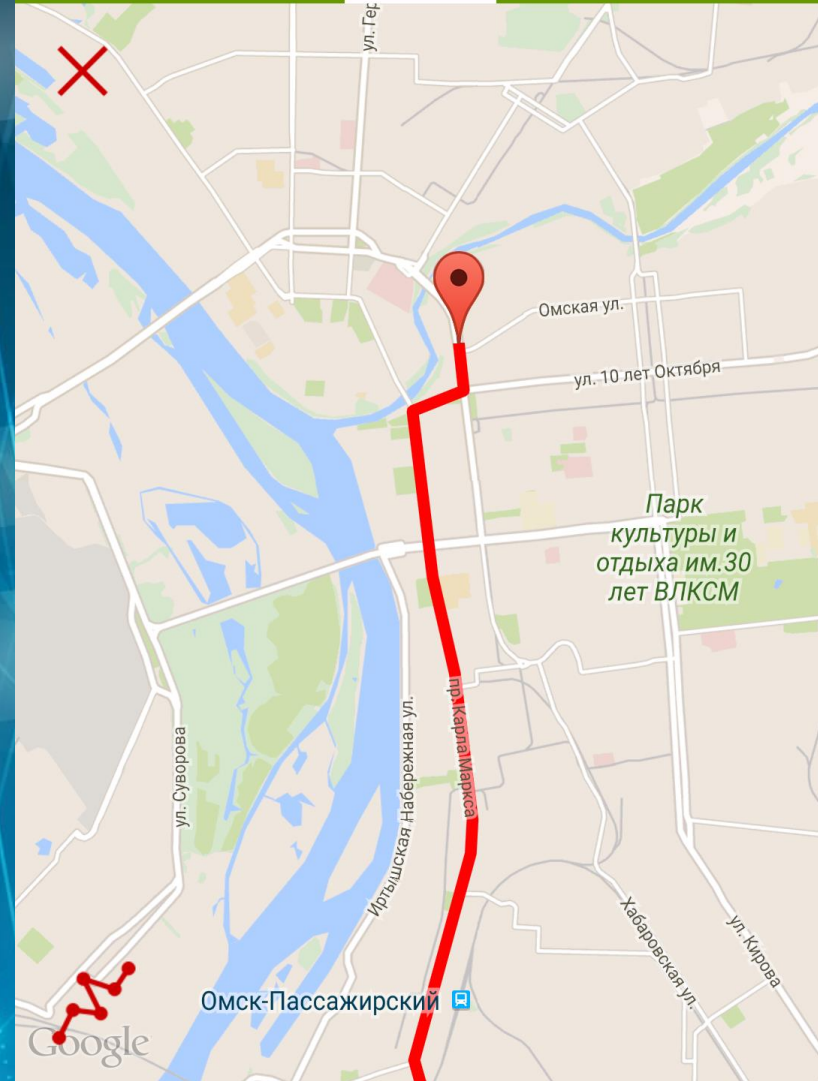 ул. Гер
Омская ул.
ул. 10 лет Октября
Парк
культуры и
отдыха им.30
лет ВЛКСМ
пр. Карла Маркса
Иртышская Набережная ул.
ул. Суворова
Хабаровская ул.
ул. Кирова
Омск-Пассажирский
Google